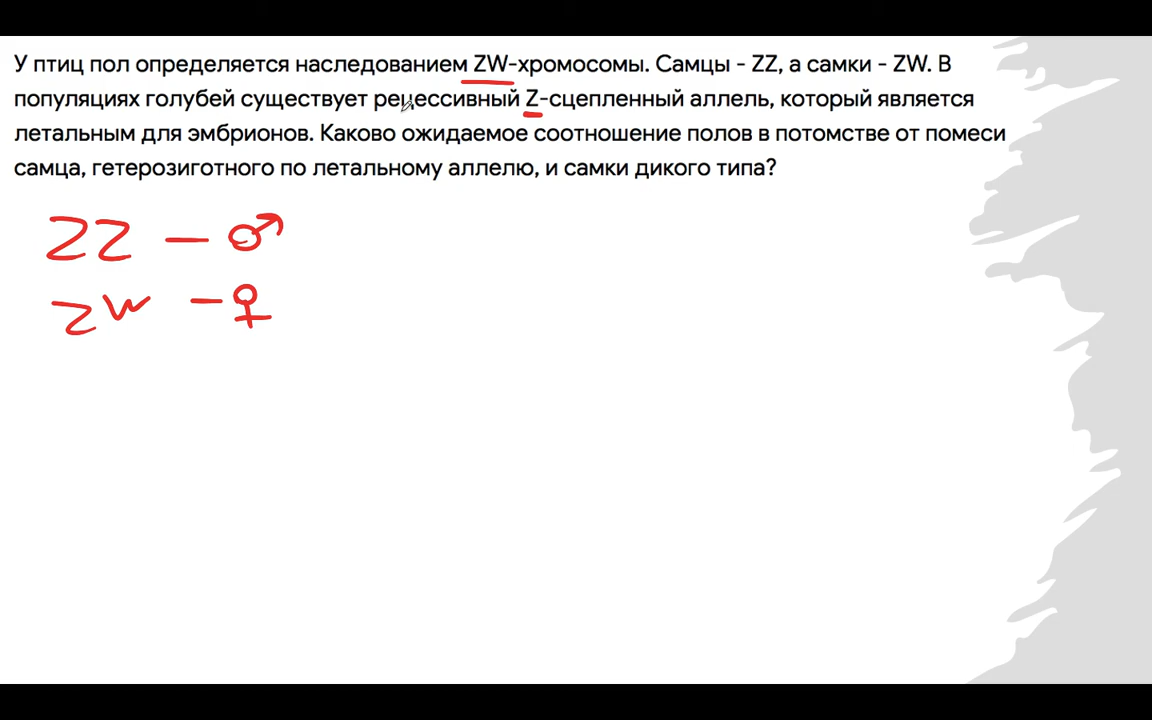 У птиц пол определяется наследованием ZW-хромосомы. Самцы - ZZ, а самки - ZW. В
популяциях голубей существует рецессивный Z-сцепленный аллель, который является
летальным для эмбрионов. Каково ожидаемое соотношение полов в потомстве от помеси
самца, гетерозиготного по летальному аллелю, и самки дикого типа?
ZZ - ♂
ZW - ♀